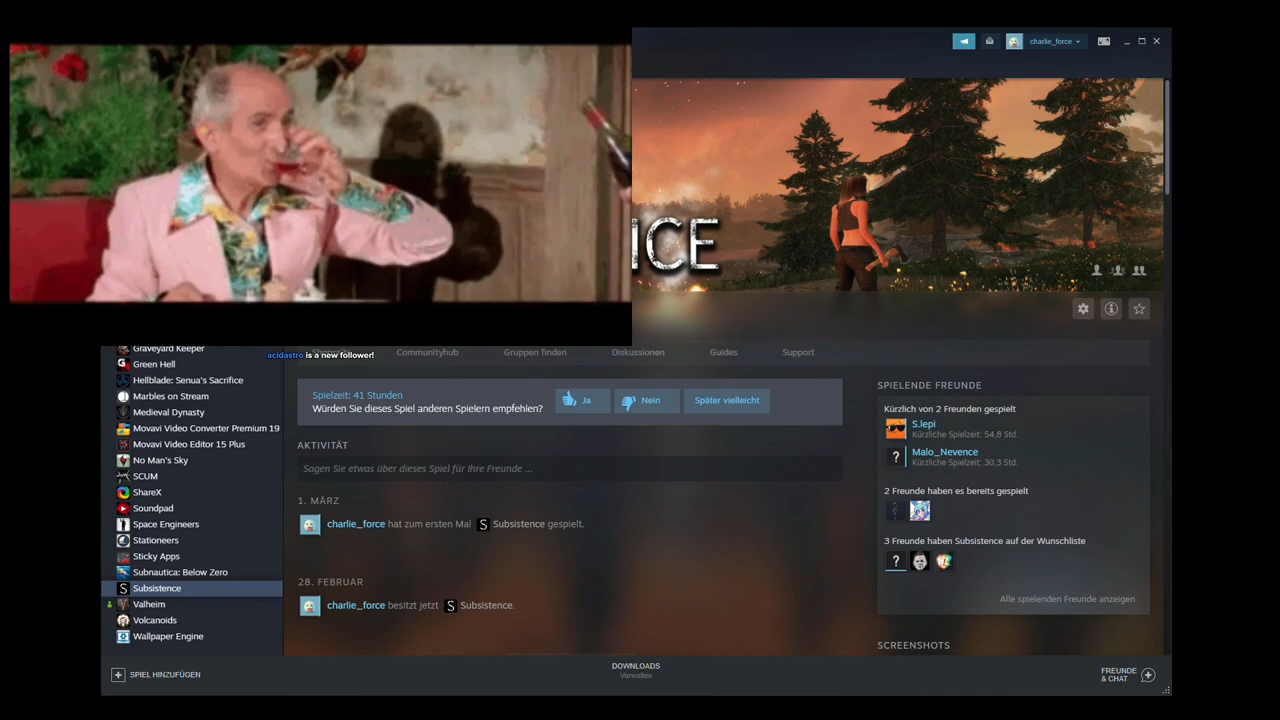 charlie_force
ICE
acidastro is a new follower!
Communityhub
Gruppen finden
Diskussionen
Guides
Support
Graveyard Keeper
Green Hell
Hellblade: Senua's Sacrifice
Marbles on Stream
Medieval Dynasty
Movavi Video Converter Premium 19
Movavi Video Editor 15 Plus
No Man's Sky
SCUM
ShareX
Soundpad
Space Engineers
Stationeers
Sticky Apps
Subnautica: Below Zero
Subsistence
Valheim
Volcanoids
Wallpaper Engine
Spielzeit: 41 Stunden
Würden Sie dieses Spiel anderen Spielern empfehlen?
Ja
Nein
Später vielleicht
AKTIVITÄT
Sagen Sie etwas über dieses Spiel für Ihre Freunde ...
1. MÄRZ
charlie_force hat zum ersten Mal S Subsistence gespielt.
28. FEBRUAR
charlie_force besitzt jetzt S Subsistence.
SPIELENDE FREUNDE
Kürzlich von 2 Freunden gespielt
S.lepi
Kürzliche Spielzeit: 54,8 Std.
Malo_Nevence
Kürzliche Spielzeit: 30,3 Std.
2 Freunde haben es bereits gespielt
3 Freunde haben Subsistence auf der Wunschliste
Alle spielenden Freunde anzeigen
SCREENSHOTS
SPIEL HINZUFÜGEN
DOWNLOADS
Verwalten
FREUNDE
& CHAT